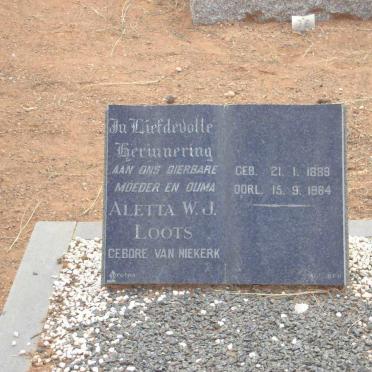 In Liefdevolle
Herinnering
AAN ONS DIERBARE
MOEDER EN OUMA
ALETTA W. J.
LOOTS
GEBORE VAN NIEKERK
GEB. 21. 1. 1899
OORL. 15. 9. 1984